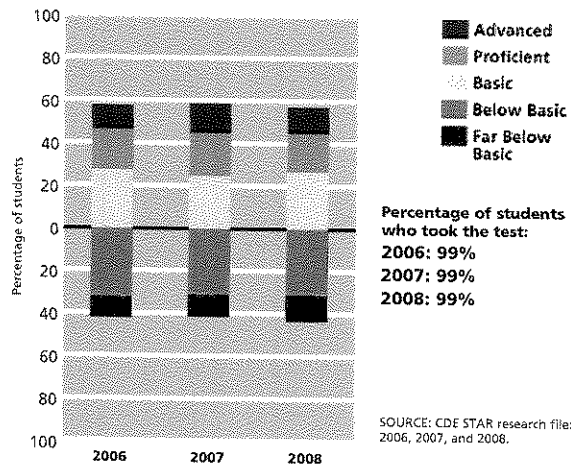 100
80
60
40
20
0
20
40
60
80
100
Percentage of students
2006
2007
2008
Advanced
Proficient
Basic
Below Basic
Far Below
Basic
Percentage of students
who took the test:
2006: 99%
2007: 99%
2008: 99%
SOURCE: CDE STAR research file:
2006, 2007, and 2008.